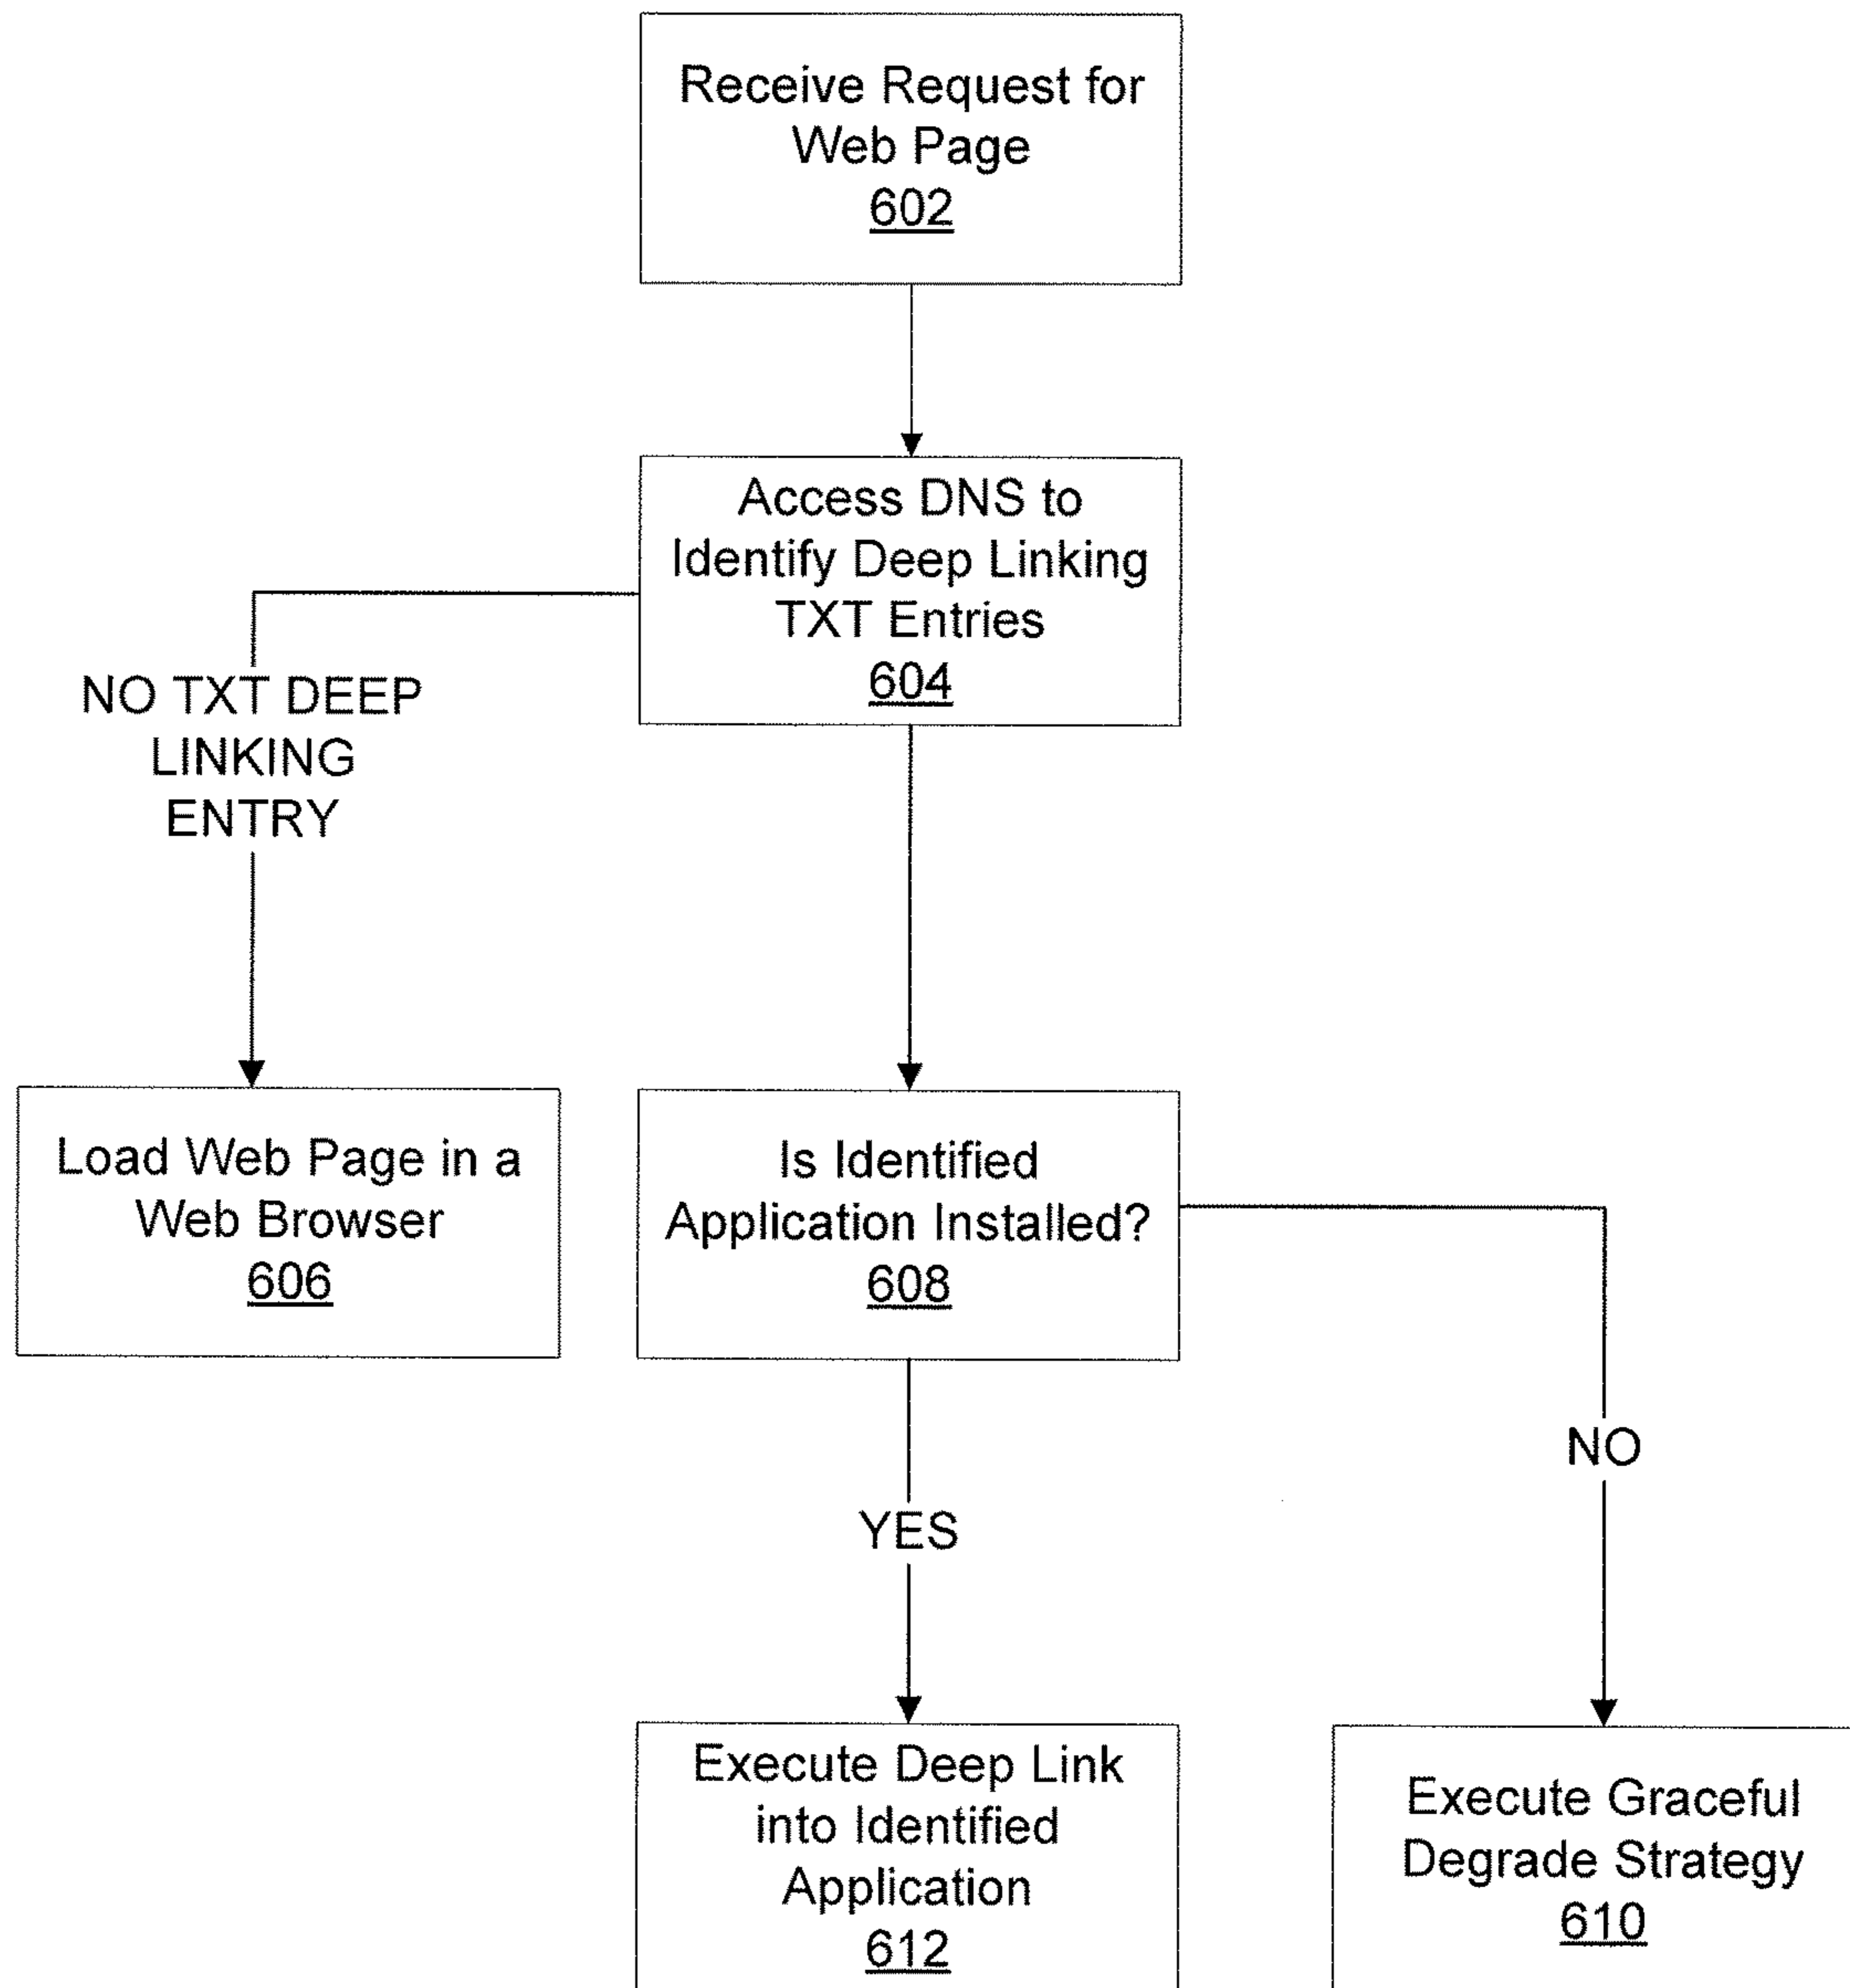 Receive Request for
Web Page
602
Access DNS to
Identify Deep Linking
TXT Entries
604
NO TXT DEEP
LINKING
ENTRY
Load Web Page in a
Web Browser
606
Is Identified
Application Installed?
608
NO
YES
Execute Deep Link
into Identified
Application
612
Execute Graceful
Degrade Strategy
610